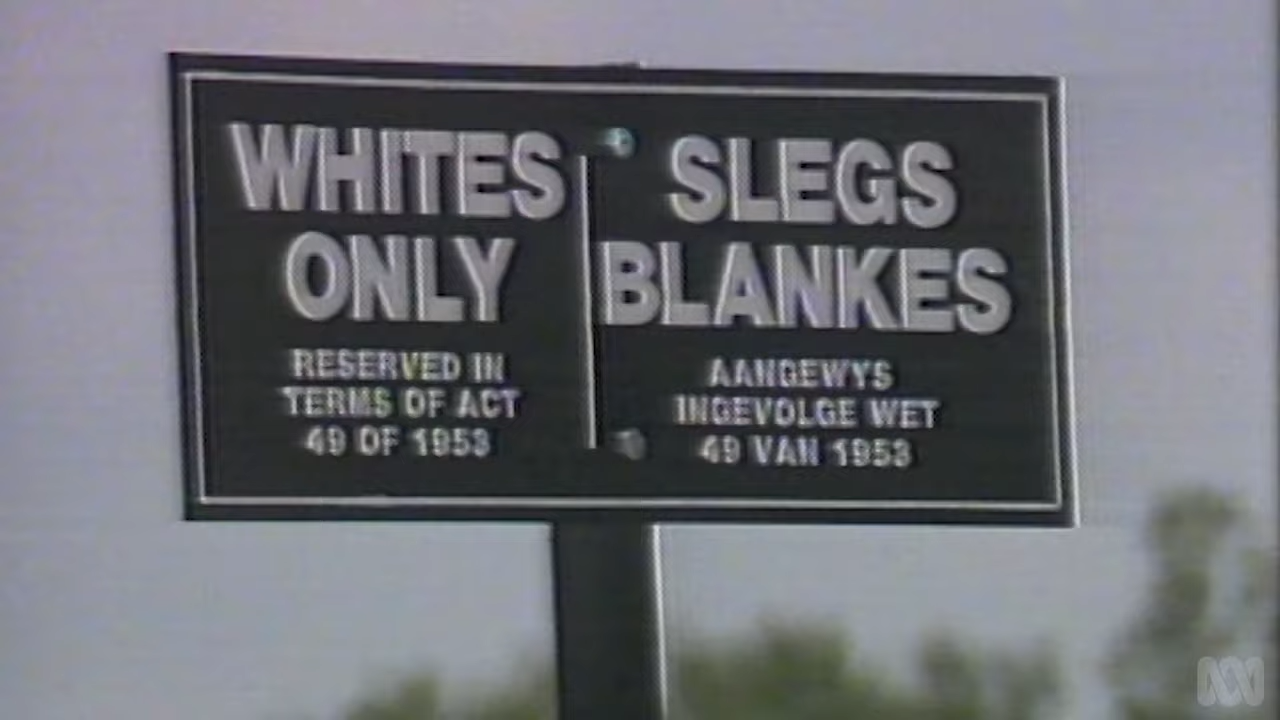 WHITES
ONLY
RESERVED IN
TERMS OF ACT
49 OF 1953
SLEGS
BLANKES
AANGEWYS
INGEVOLGE WET
49 VAN 1953